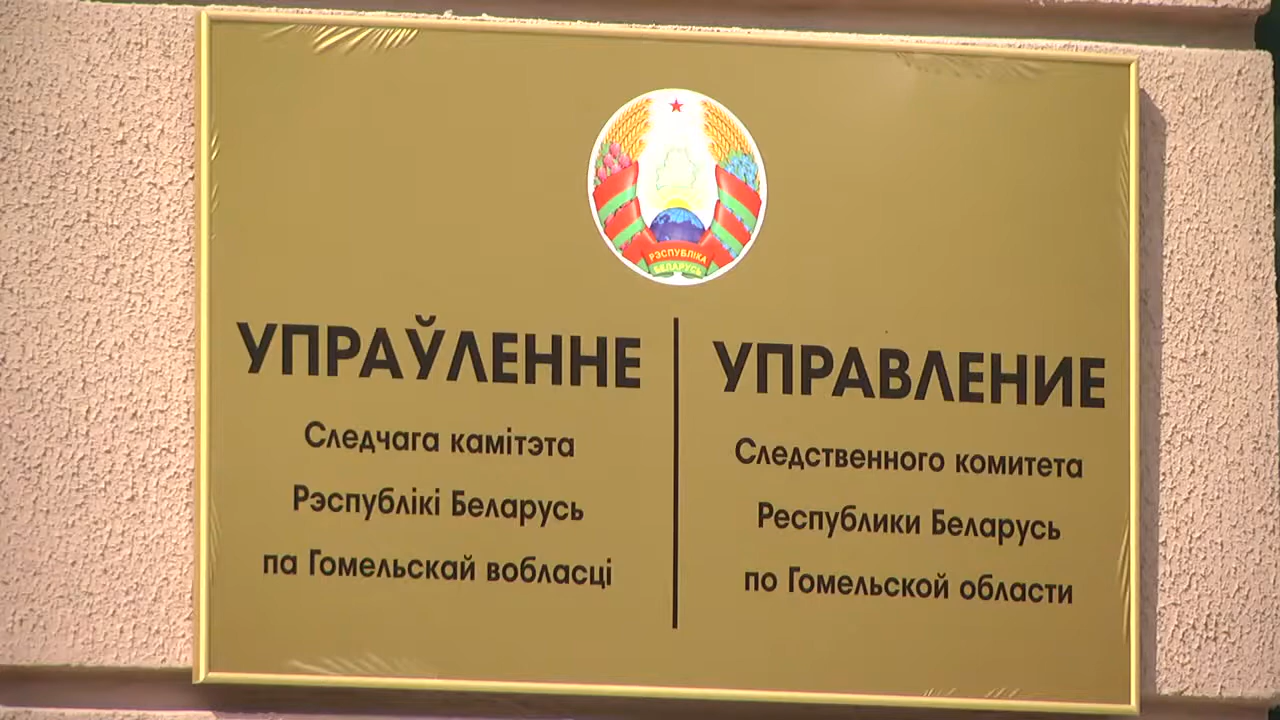 РЭСПУБЛІКА
БЕЛАРУСЬ
УПРАЎЛЕННЕ
Следчага камітэта
Рэспублікі Беларусь
па Гомельскай вобласці
УПРАВЛЕНИЕ
Следственного комитета
Республики Беларусь
по Гомельской области